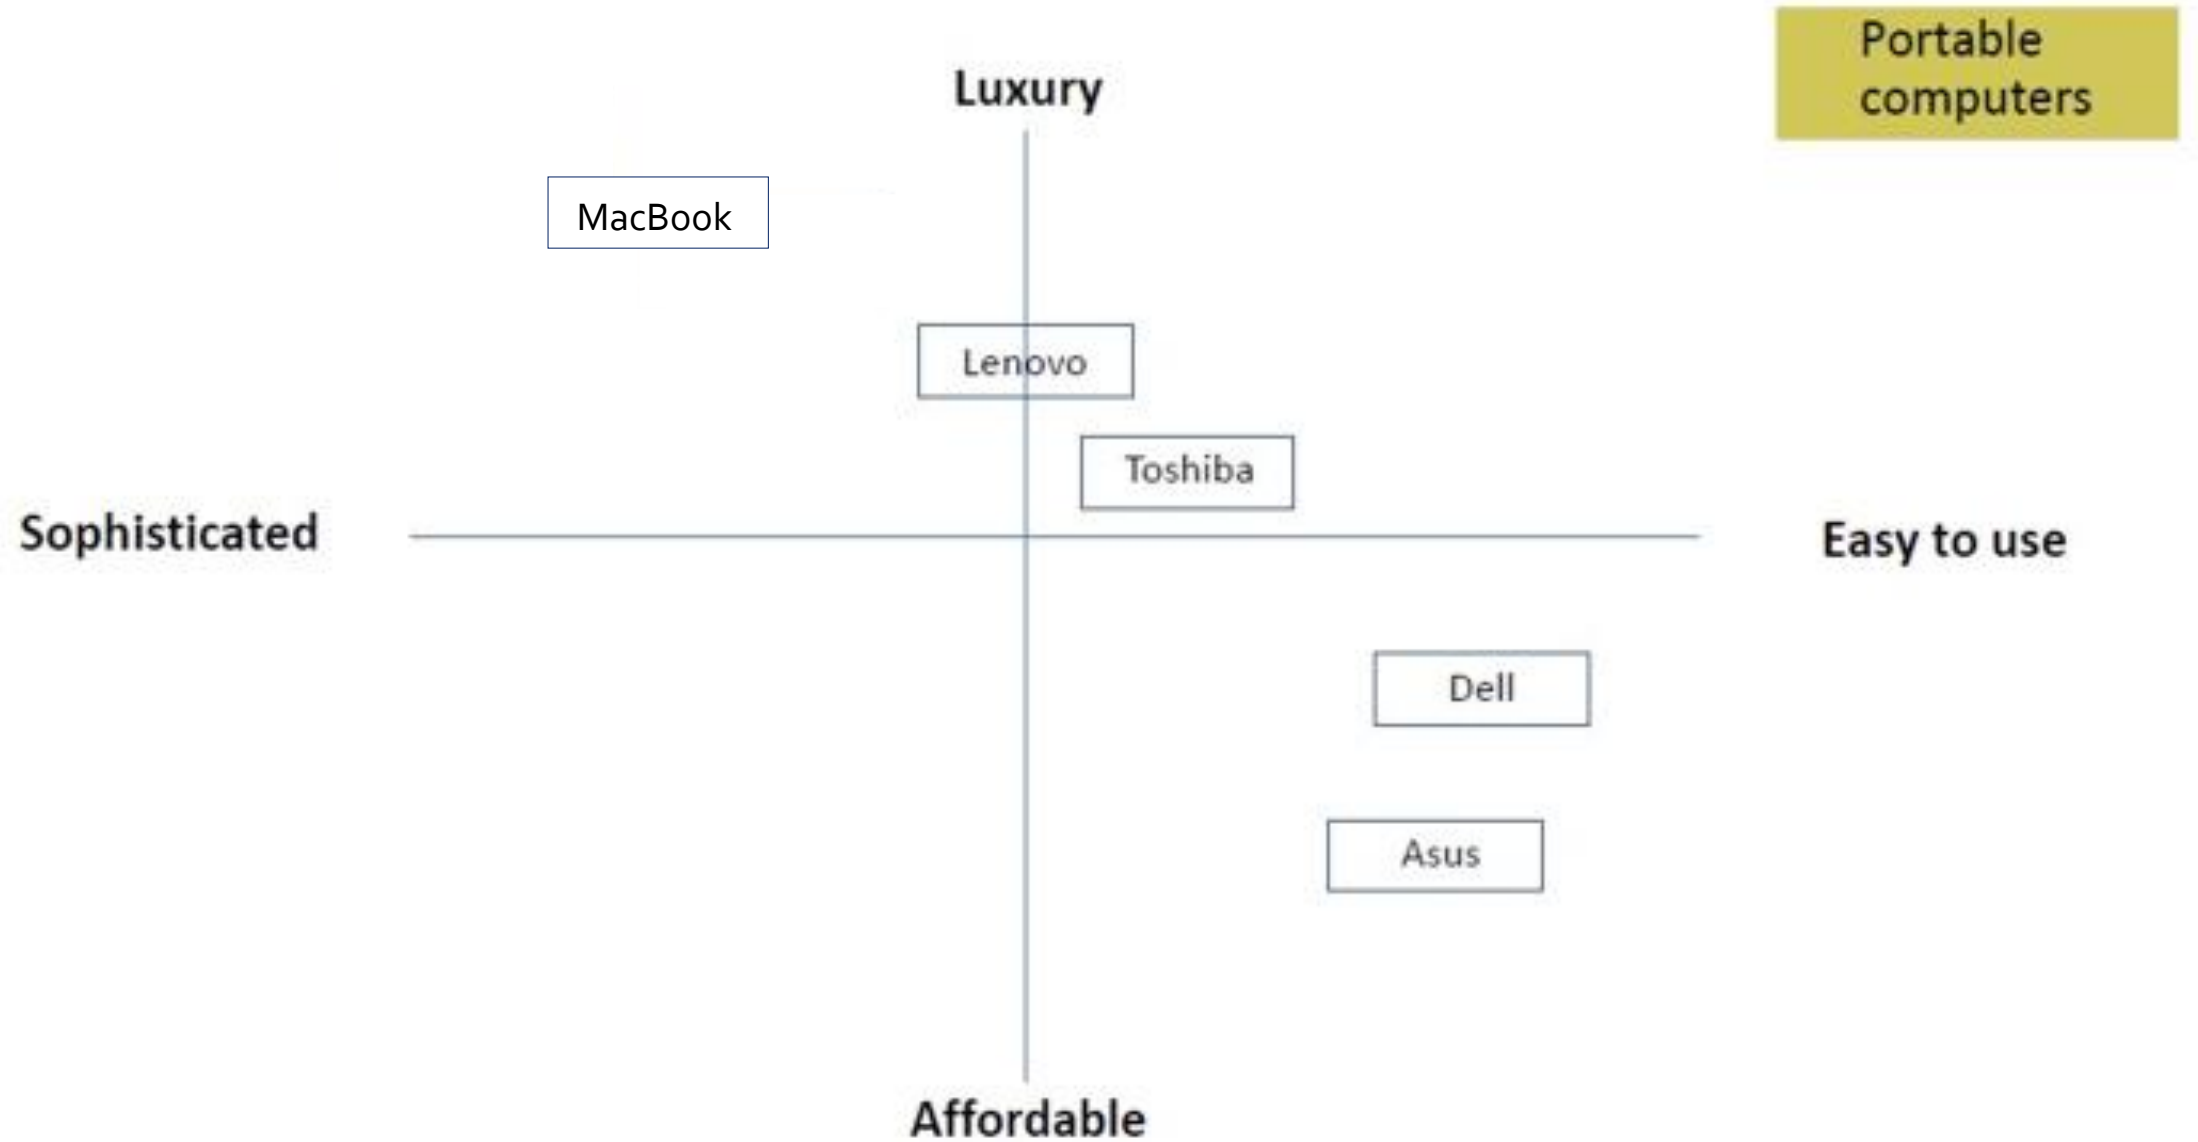 Portable
computers
Luxury
MacBook
Lenovo
Toshiba
Sophisticated
Easy to use
Dell
Asus
Affordable